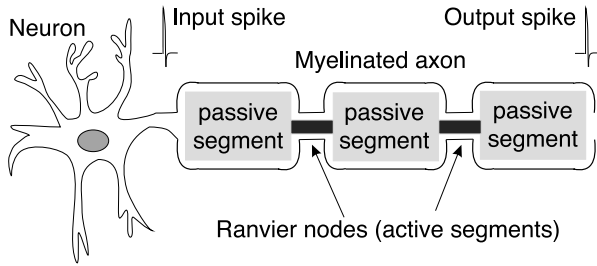 Neuron
Input spike
Output spike
Myelinated axon
passive
segment
passive
segment
passive
segment
Ranvier nodes (active segments)